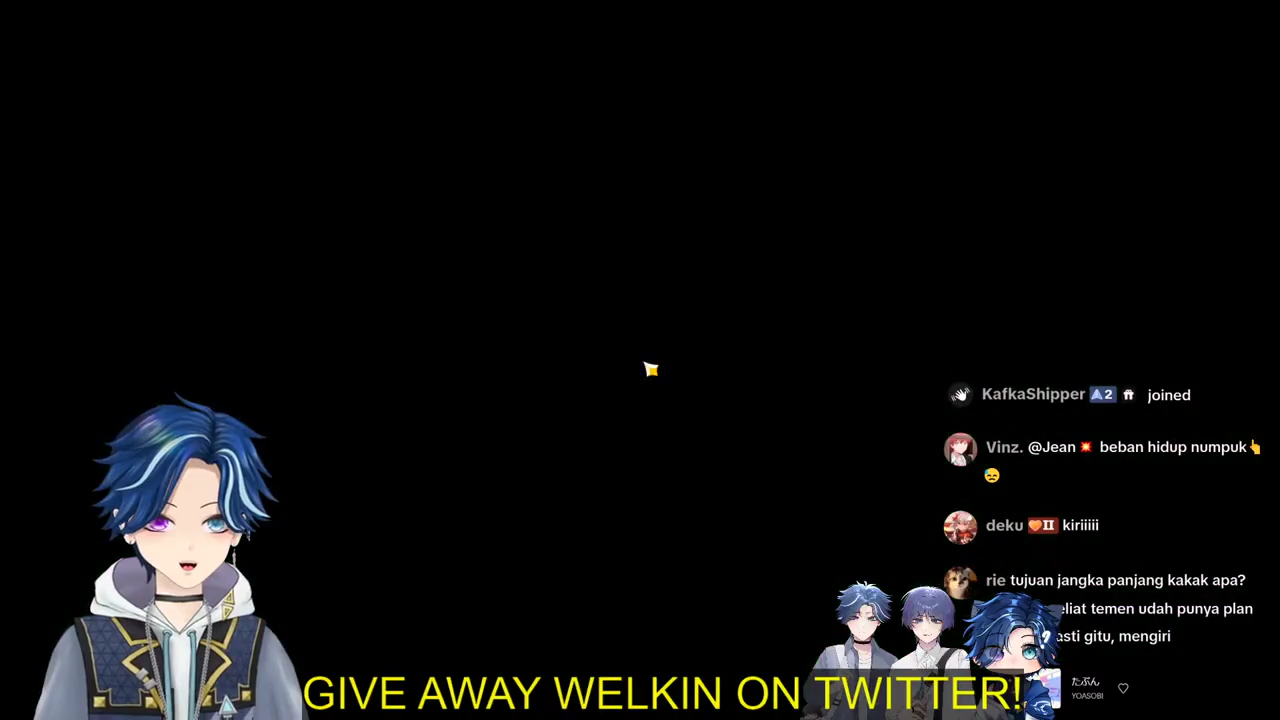 KafkaShipper 2 joined
Vinz. @Jean 💥 beban hidup numpuk👆
😓
deku II kiriiiii
rie tujuan jangka panjang kakak apa?
eliat temen udah punya plan
asti gitu, mengiri
たぶん
YOASOBI
GIVE AWAY WELKIN ON TWITTER!